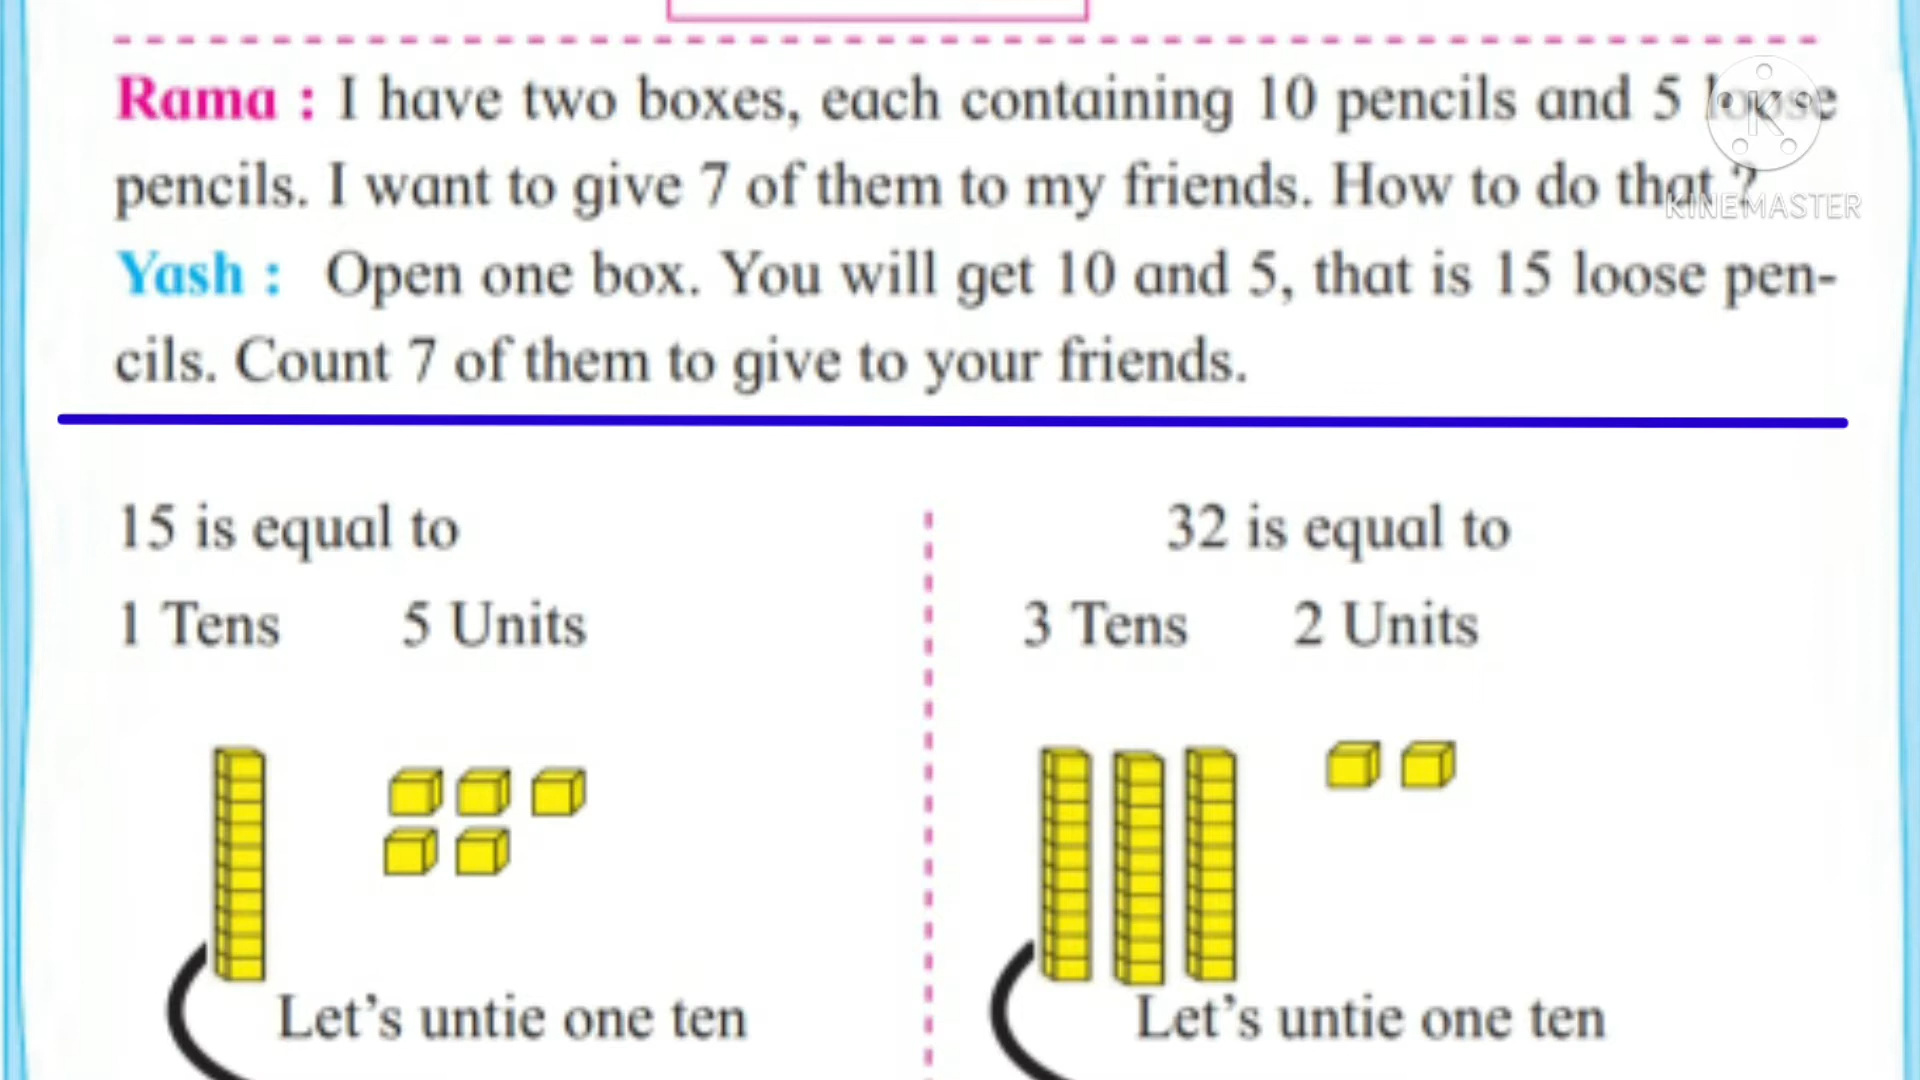 Rama : I have two boxes, each containing 10 pencils and 5 loose
pencils. I want to give 7 of them to my friends. How to do that ?
KINEMASTER
Yash : Open one box. You will get 10 and 5, that is 15 loose pen-
cils. Count 7 of them to give to your friends.
15 is equal to
1 Tens 5 Units
Let's untie one ten
32 is equal to
3 Tens 2 Units
Let's untie one ten